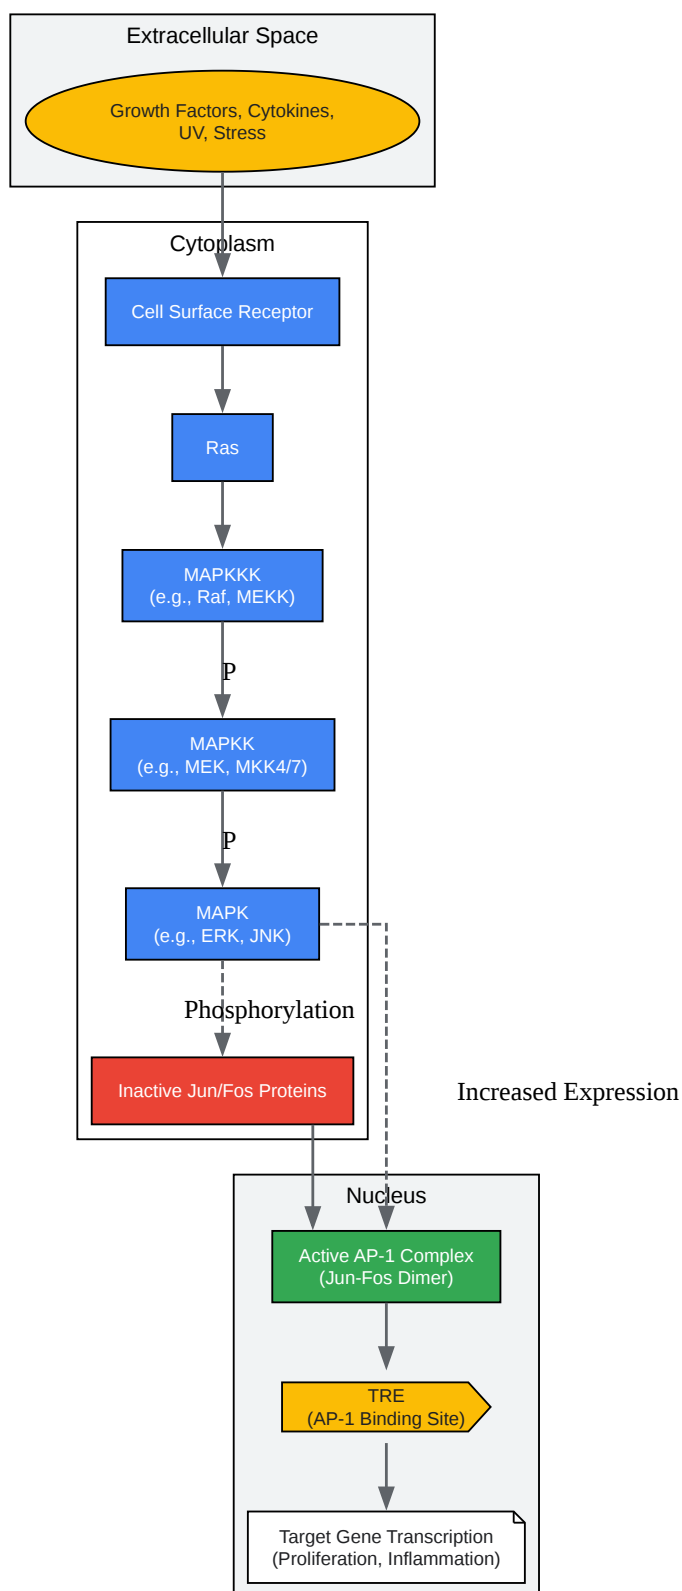 Extracellular Space
Growth Factors, Cytokines,
UV, Stress
Cytoplasm
Cell Surface Receptor
Ras
MAPKKK
(e.g., Raf, MEKK)
P
MAPKK
(e.g., MEK, MKK4/7)
P
MAPK
(e.g., ERK, JNK)
Phosphorylation
Inactive Jun/Fos Proteins
Increased Expression
Nucleus
Active AP-1 Complex
(Jun-Fos Dimer)
TRE
(AP-1 Binding Site)
Target Gene Transcription
(Proliferation, Inflammation)